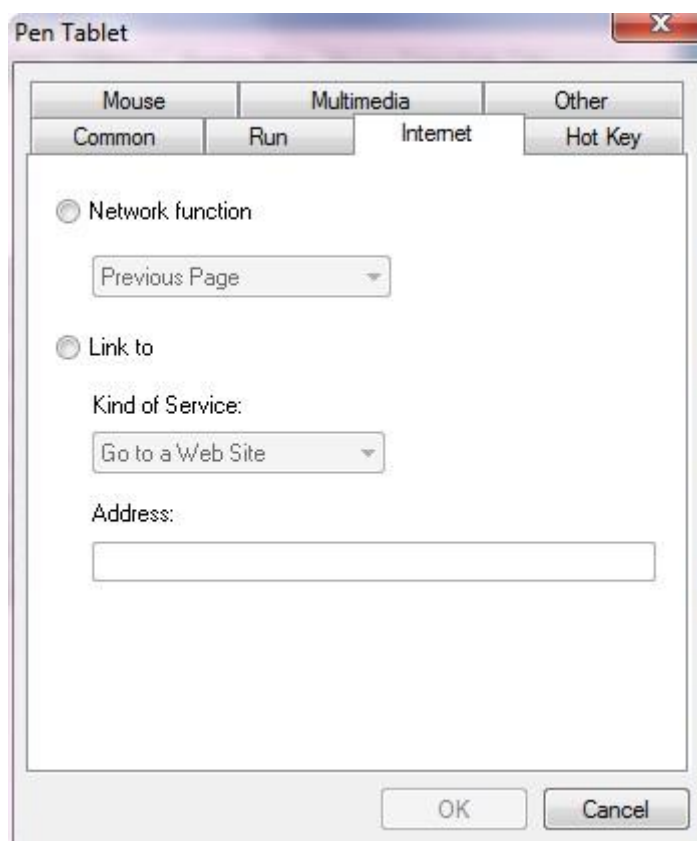 Pen Tablet
Mouse Multimedia Other
Common Run Internet Hot Key
Network function
Previous Page
Link to
Kind of Service:
Go to a Web Site
Address:
OK Cancel